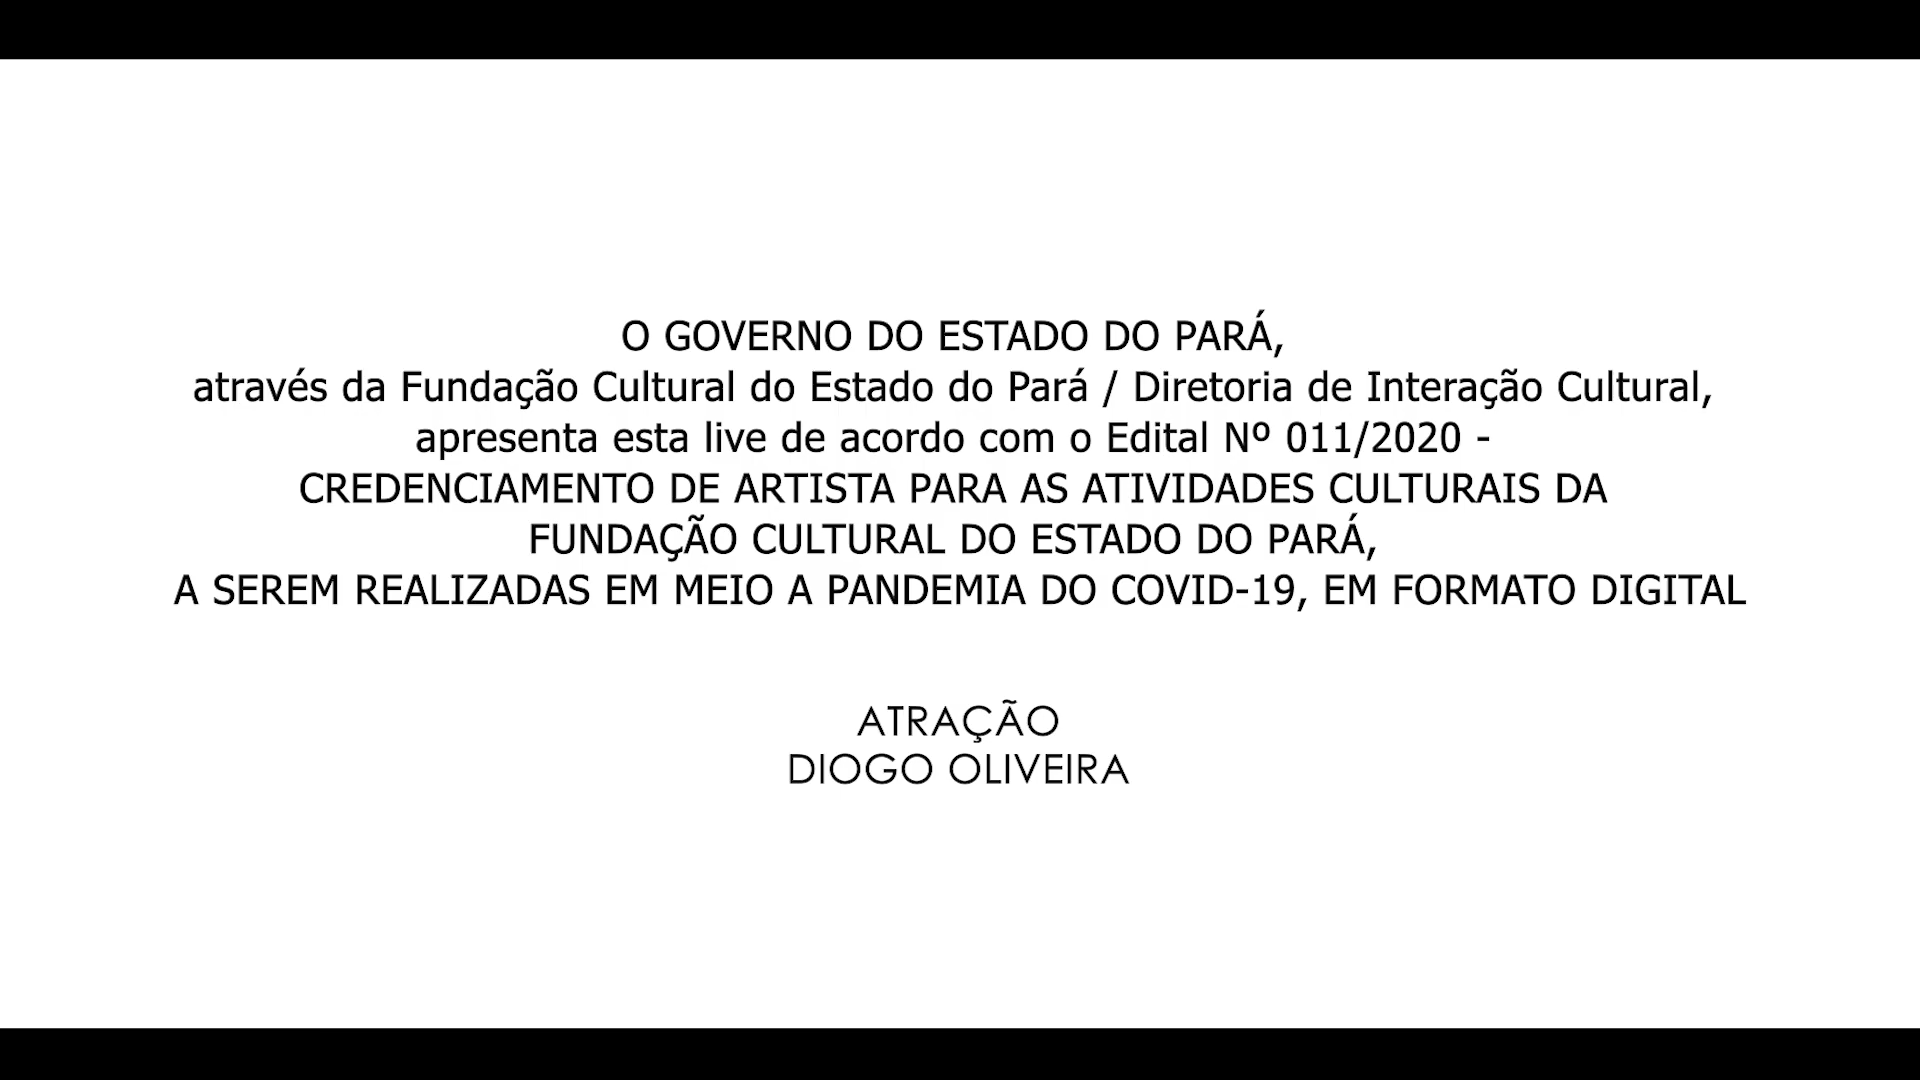 O GOVERNO DO ESTADO DO PARÁ,
através da Fundação Cultural do Estado do Pará / Diretoria de Interação Cultural,
apresenta esta live de acordo com o Edital Nº 011/2020 -
CREDENCIAMENTO DE ARTISTA PARA AS ATIVIDADES CULTURAIS DA
FUNDAÇÃO CULTURAL DO ESTADO DO PARÁ,
A SEREM REALIZADAS EM MEIO A PANDEMIA DO COVID-19, EM FORMATO DIGITAL
ATRAÇÃO
DIOGO OLIVEIRA